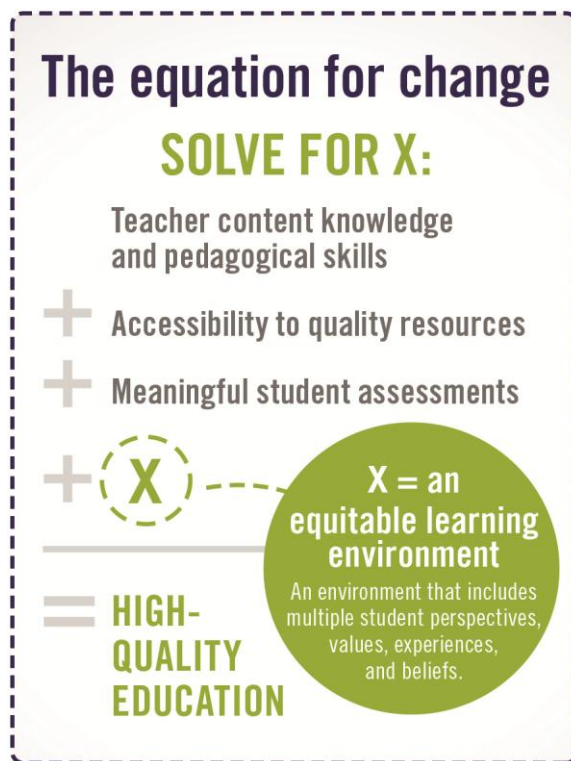 The equation for change
SOLVE FOR X:
Teacher content knowledge
and pedagogical skills
+ Accessibility to quality resources
+ Meaningful student assessments
+ X
X = an
equitable learning
environment
An environment that includes
multiple student perspectives,
values, experiences,
and beliefs.
= HIGH-
QUALITY
EDUCATION